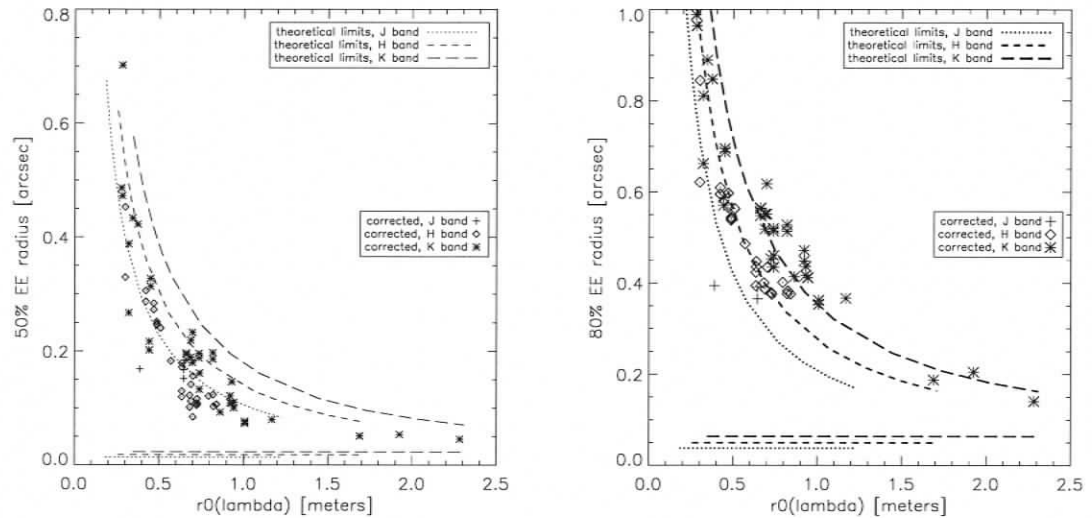 0.8
0.6
0.4
0.2
0.0
50% EE radius [arcsec]
theoretical limits, J band
theoretical limits, H band
theoretical limits, K band
corrected, J band +
corrected, H band ◇
corrected, K band ✳
0.0 0.5 1.0 1.5 2.0 2.5
r0(lambda) [meters]
1.0
0.8
0.6
0.4
0.2
0.0
80% EE radius [arcsec]
theoretical limits, J band
theoretical limits, H band
theoretical limits, K band
corrected, J band +
corrected, H band ◇
corrected, K band ✳
0.0 0.5 1.0 1.5 2.0 2.5
r0(lambda) [meters]